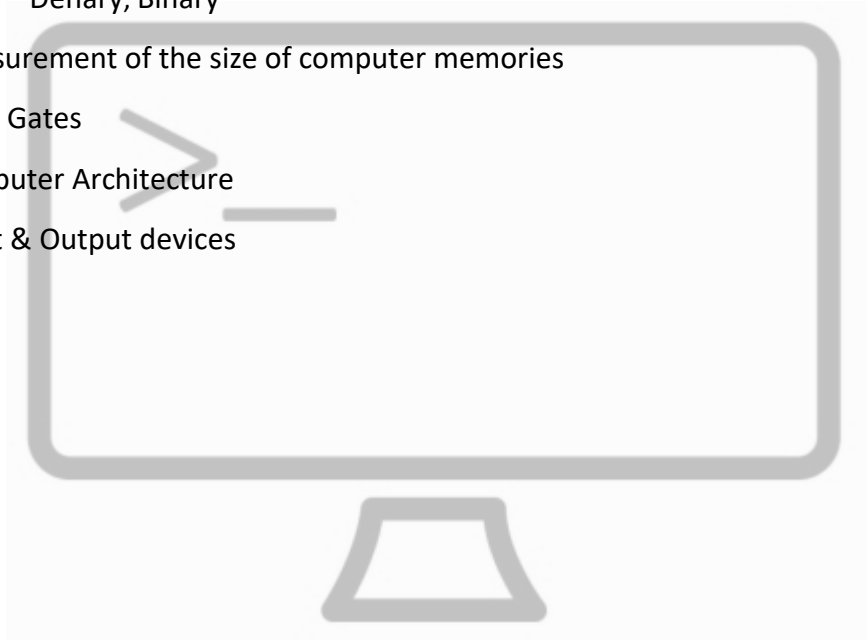 Denary, Binary
surement of the size of computer memories
Gates
puter Architecture
& Output devices